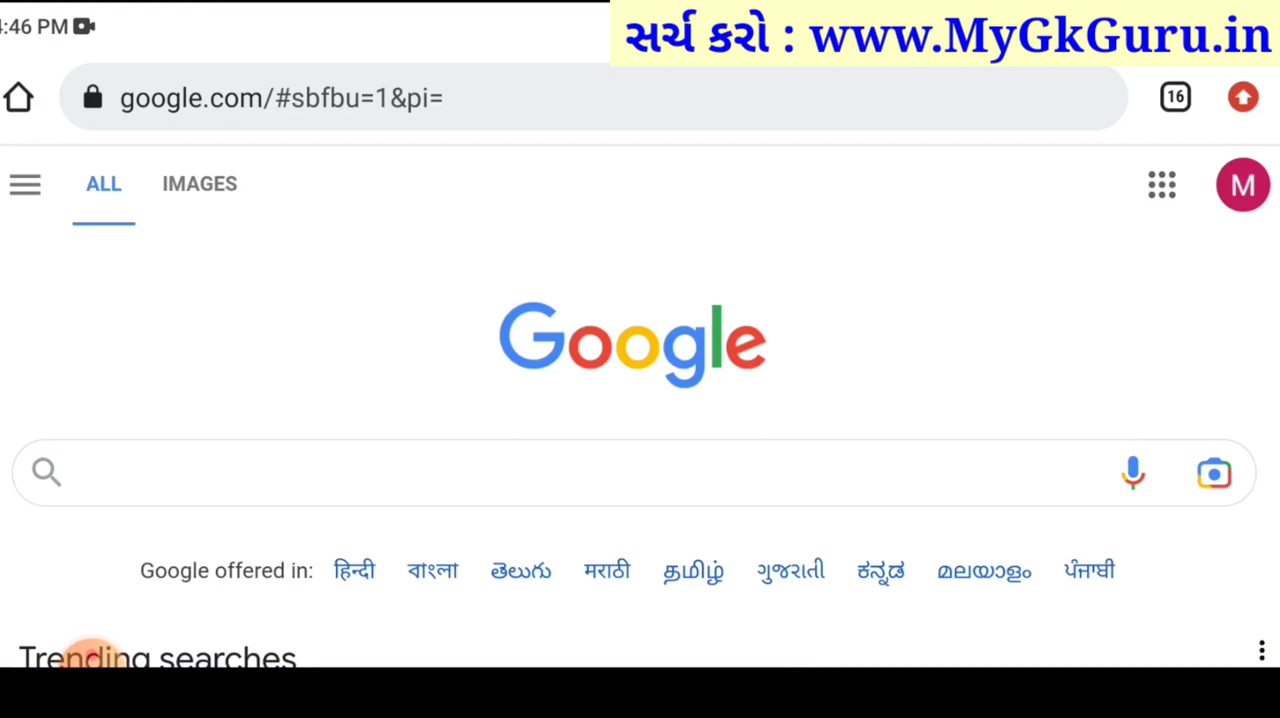 :46 PM
સર્ચ કરો : www.MyGkGuru.in
google.com/#sbfbu=1&pi=
16
ALL IMAGES
M
Google
Google offered in: हिन्दी বাংলা తెలుగు मराठी தமிழ் ગુજરાતી ಕನ್ನಡ മലയാളം ਪੰਜਾਬੀ
Trending searches